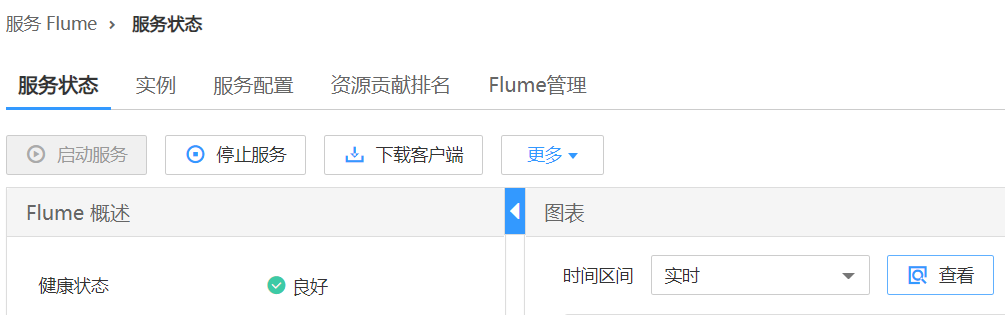 服务 Flume > 服务状态
服务状态 实例 服务配置 资源贡献排名 Flume管理
启动服务 停止服务 下载客户端 更多
Flume 概述 图表
时间区间 实时 查看
健康状态 良好